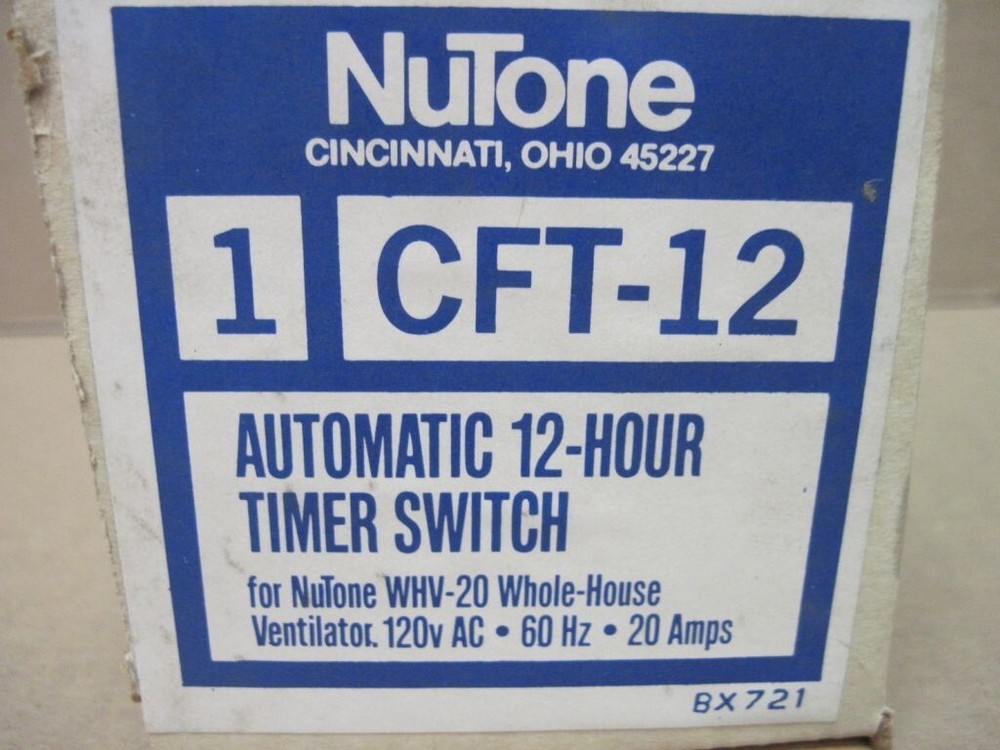 NuTone
CINCINNATI, OHIO 45227
1 CFT-12
AUTOMATIC 12-HOUR
TIMER SWITCH
for NuTone WHV-20 Whole-House
Ventilator. 120v AC • 60 Hz • 20 Amps
BX721